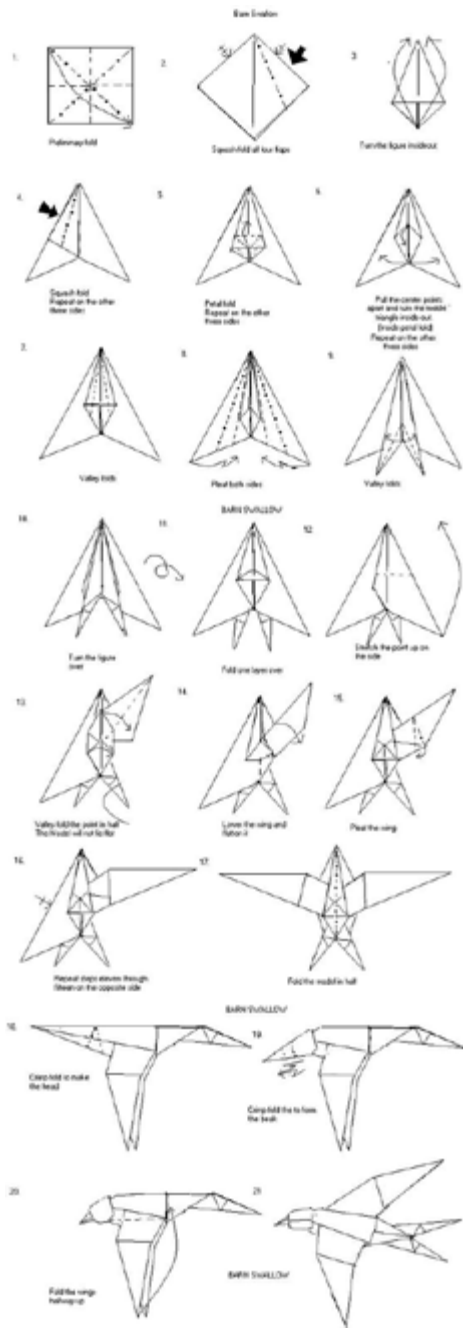 Barn Swallow
1.
2.
3.
Preliminary fold
Squash fold all four flaps
Turn the figure inside out
4.
5.
6.
Squash fold
Repeat on the other
three sides
Petal fold
Repeat on the other
three sides
Pull the center points
apart and turn the middle
triangle inside out
(Inside petal fold)
Repeat on the other
three sides
7.
8.
9.
Valley folds
Pleat both sides
Valley folds
BARN SWALLOW
10.
11.
12.
Turn the figure
over
Fold one layer over
Stretch the point up on
the side
13.
14.
15.
Valley fold the point in half
The model will not lie flat
Lower the wing and
flatten it
Pleat the wing
16.
17.
Repeat steps eleven through
fifteen on the opposite side
Fold the model in half
BARN SWALLOW
18.
19.
Crimp fold to make
the head
Crimp fold the to form
the beak
20.
21.
Fold the wings
halfway up
BARN SWALLOW